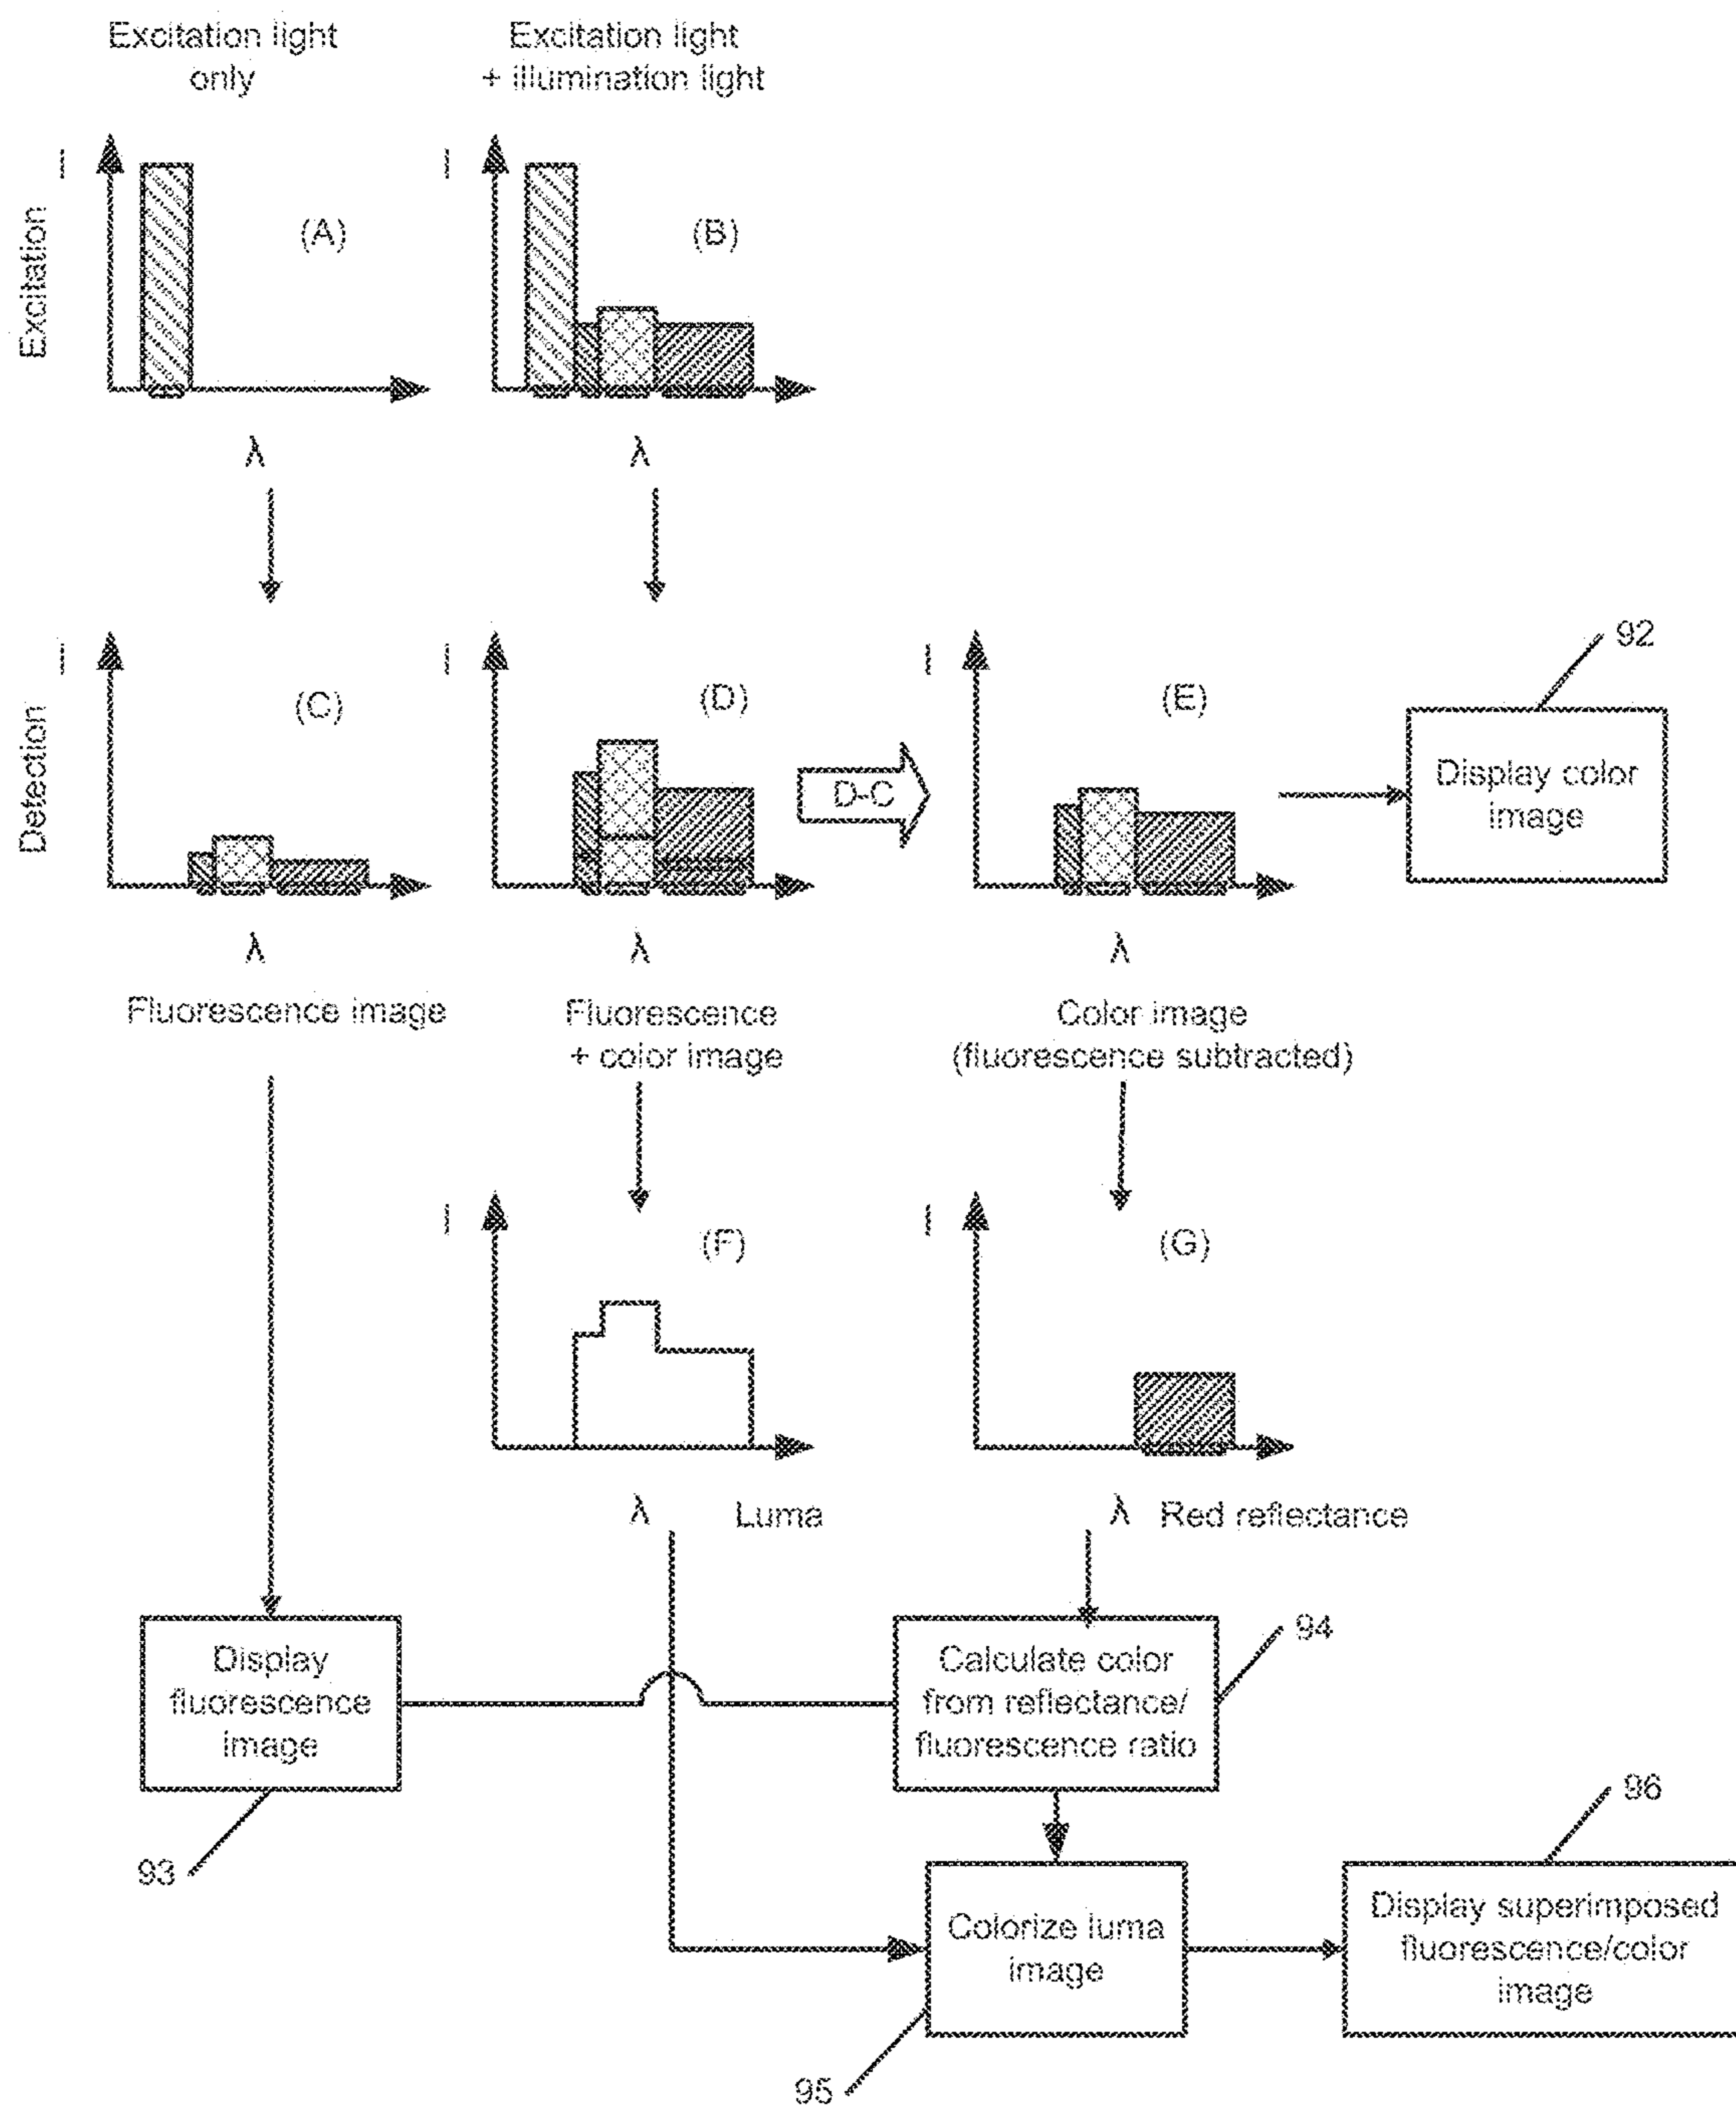 Excitation light
only
Excitation light
+ illumination light
Excitation
I
(A)
λ
I
(B)
λ
Detection
I
(C)
λ
Fluorescence image
I
(D)
λ
Fluorescence
+ color image
D-C
I
(E)
λ
Color image
(fluorescence subtracted)
92
Display color
image
I
(F)
λ
Luma
I
(G)
λ
Red reflectance
Display
fluorescence
image
93
Calculate color
from reflectance/
fluorescence ratio
94
Colorize luma
image
95
96
Display superimposed
fluorescence/color
image